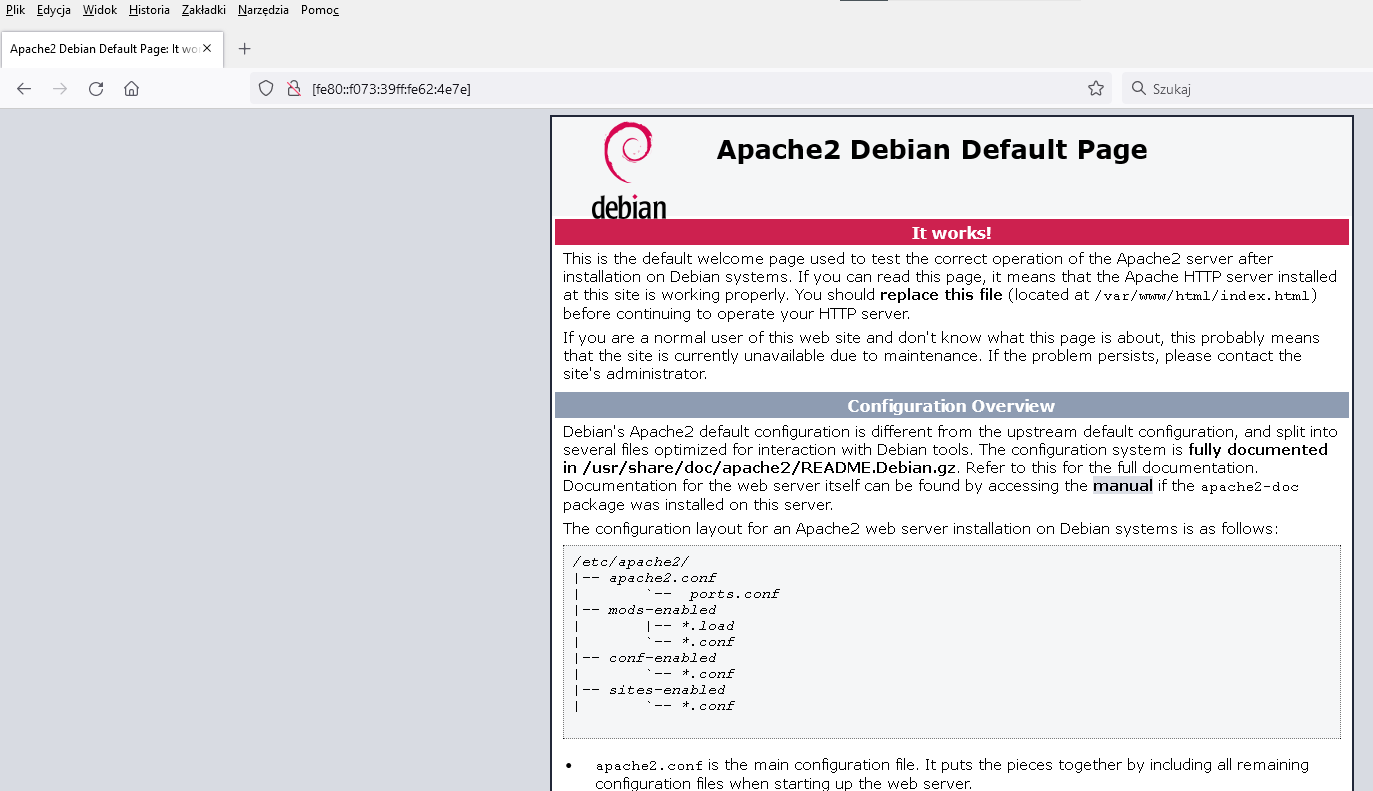 Plik Edycja Widok Historia Zakładki Narzędzia Pomoc
Apache2 Debian Default Page: It wo
[fe80::f073:39ff:fe62:4e7e]
Szukaj
debian
Apache2 Debian Default Page
It works!
This is the default welcome page used to test the correct operation of the Apache2 server after
installation on Debian systems. If you can read this page, it means that the Apache HTTP server installed
at this site is working properly. You should replace this file (located at /var/www/html/index.html)
before continuing to operate your HTTP server.
If you are a normal user of this web site and don't know what this page is about, this probably means
that the site is currently unavailable due to maintenance. If the problem persists, please contact the
site's administrator.
Configuration Overview
Debian's Apache2 default configuration is different from the upstream default configuration, and split into
several files optimized for interaction with Debian tools. The configuration system is fully documented
in /usr/share/doc/apache2/README.Debian.gz. Refer to this for the full documentation.
Documentation for the web server itself can be found by accessing the manual if the apache2-doc
package was installed on this server.
The configuration layout for an Apache2 web server installation on Debian systems is as follows:
/etc/apache2/
|-- apache2.conf
|       `--  ports.conf
|-- mods-enabled
|       |-- *.load
|       `-- *.conf
|-- conf-enabled
|       `-- *.conf
|-- sites-enabled
|       `-- *.conf
• apache2.conf is the main configuration file. It puts the pieces together by including all remaining
configuration files when starting up the web server.